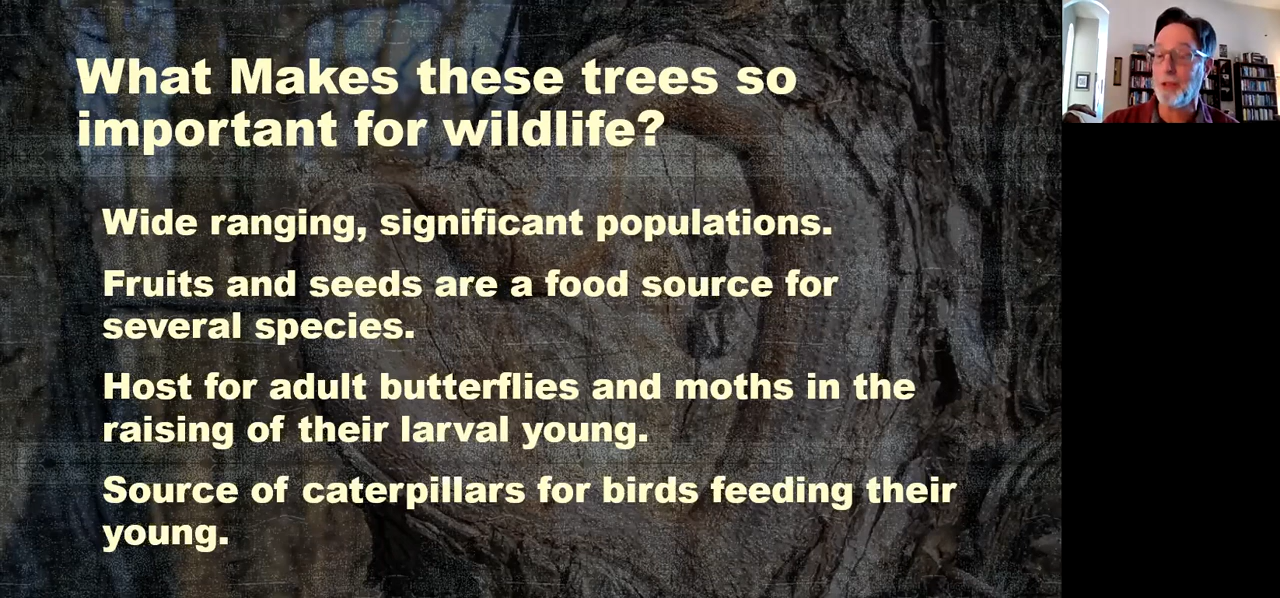 What Makes these trees so
important for wildlife?
Wide ranging, significant populations.
Fruits and seeds are a food source for
several species.
Host for adult butterflies and moths in the
raising of their larval young.
Source of caterpillars for birds feeding their
young.